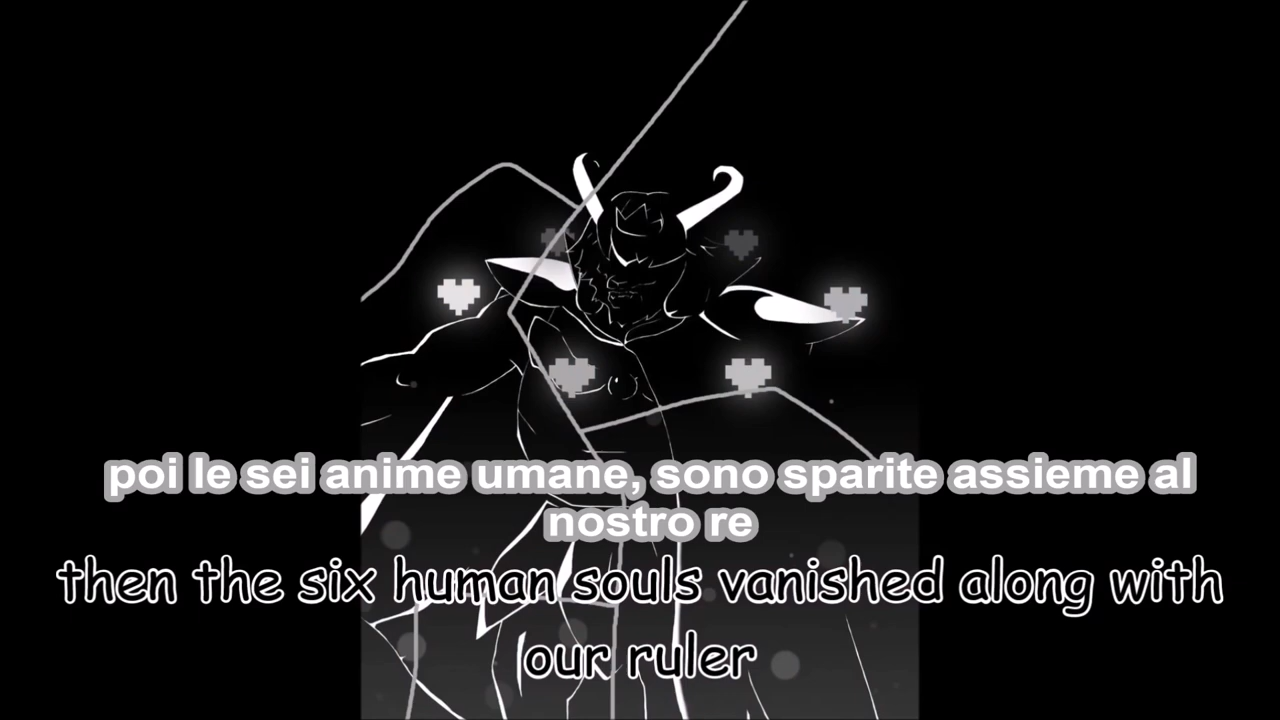 poi le sei anime umane, sono sparite assieme al
nostro re
then the six human souls vanished along with
our ruler